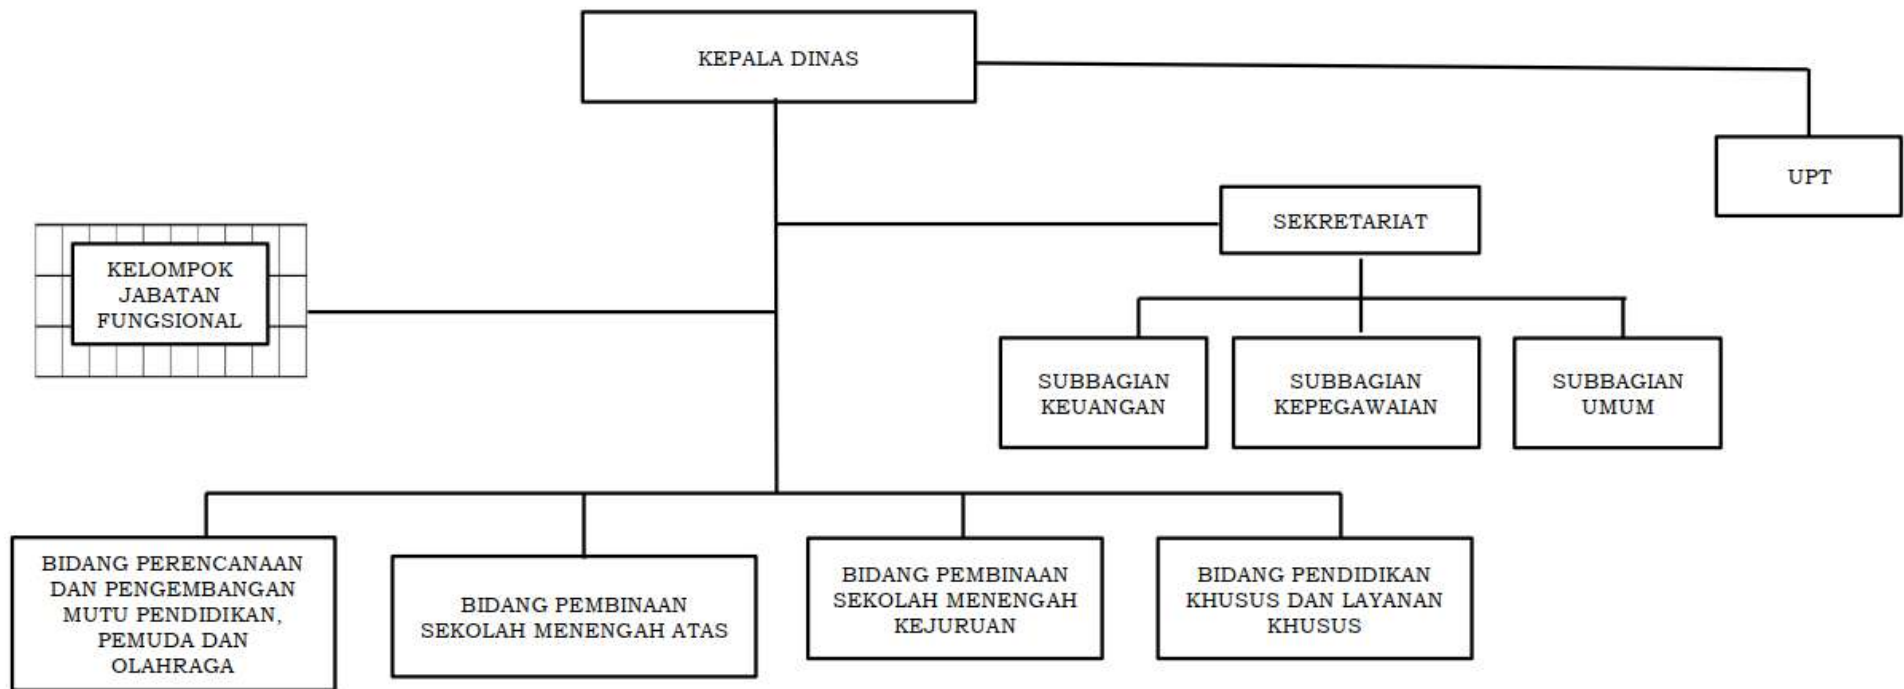 KEPALA DINAS
UPT
SEKRETARIAT
KELOMPOK
JABATAN
FUNGSIONAL
SUBBAGIAN
KEUANGAN
SUBBAGIAN
KEPEGAWAIAN
SUBBAGIAN
UMUM
BIDANG PERENCANAAN
DAN PENGEMBANGAN
MUTU PENDIDIKAN,
PEMUDA DAN
OLAHRAGA
BIDANG PEMBINAAN
SEKOLAH MENENGAH ATAS
BIDANG PEMBINAAN
SEKOLAH MENENGAH
KEJURUAN
BIDANG PENDIDIKAN
KHUSUS DAN LAYANAN
KHUSUS